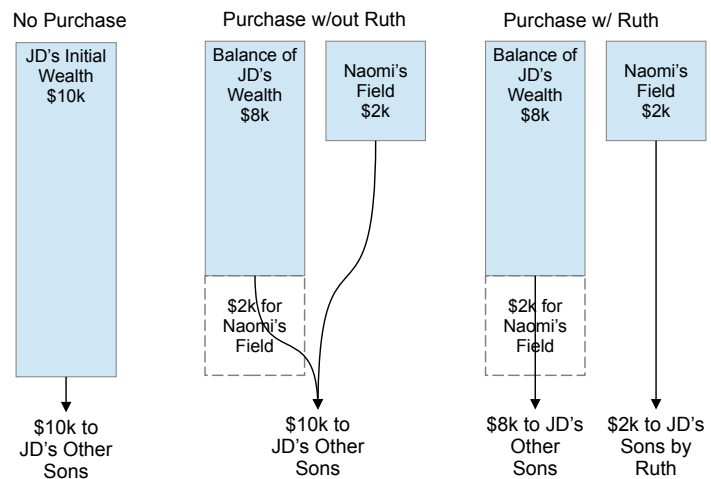 No Purchase
JD's Initial
Wealth
$10k
$10k to
JD's Other
Sons
Purchase w/out Ruth
Balance of
JD's
Wealth
$8k
Naomi's
Field
$2k
$2k for
Naomi's
Field
$10k to
JD's Other
Sons
Purchase w/ Ruth
Balance of
JD's
Wealth
$8k
Naomi's
Field
$2k
$2k for
Naomi's
Field
$8k to JD's
Other
Sons
$2k to JD's
Sons by
Ruth